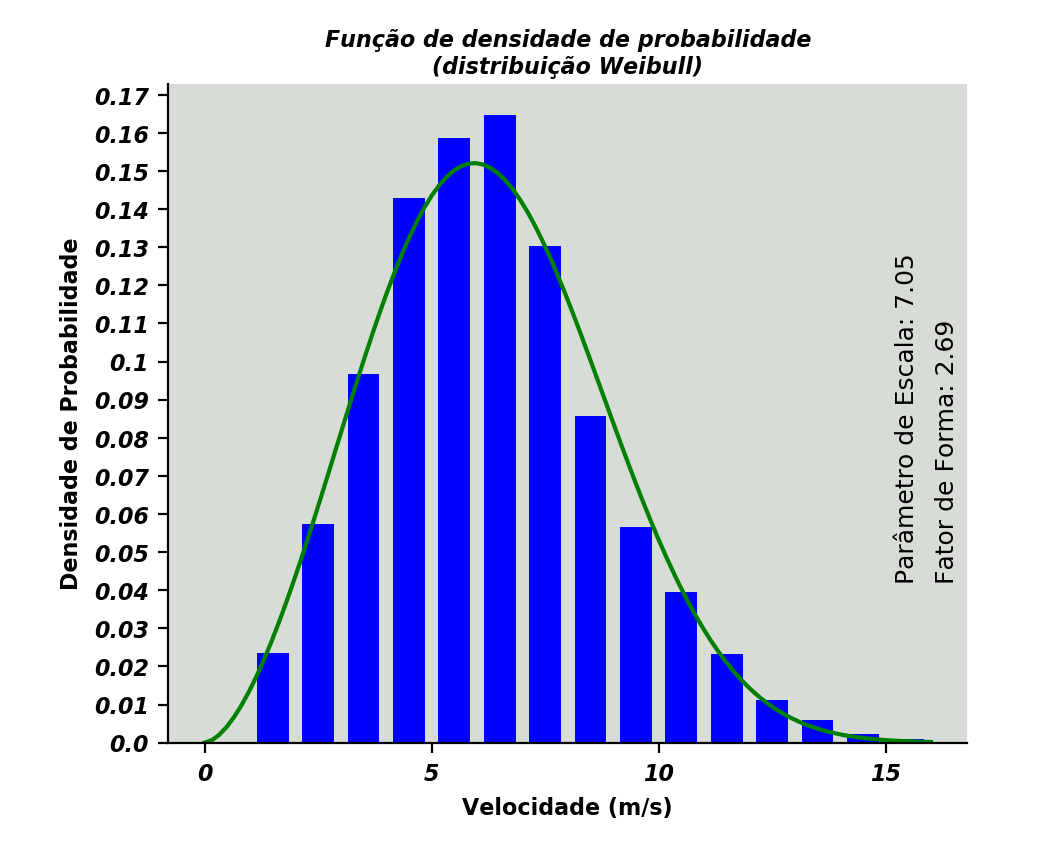 Função de densidade de probabilidade
(distribuição Weibull)
0.17
0.16
0.15
0.14
0.13
0.12
0.11
0.1
0.09
0.08
0.07
0.06
0.05
0.04
0.03
0.02
0.01
0.0
Densidade de Probabilidade
Parâmetro de Escala: 7.05
Fator de Forma: 2.69
0 5 10 15
Velocidade (m/s)